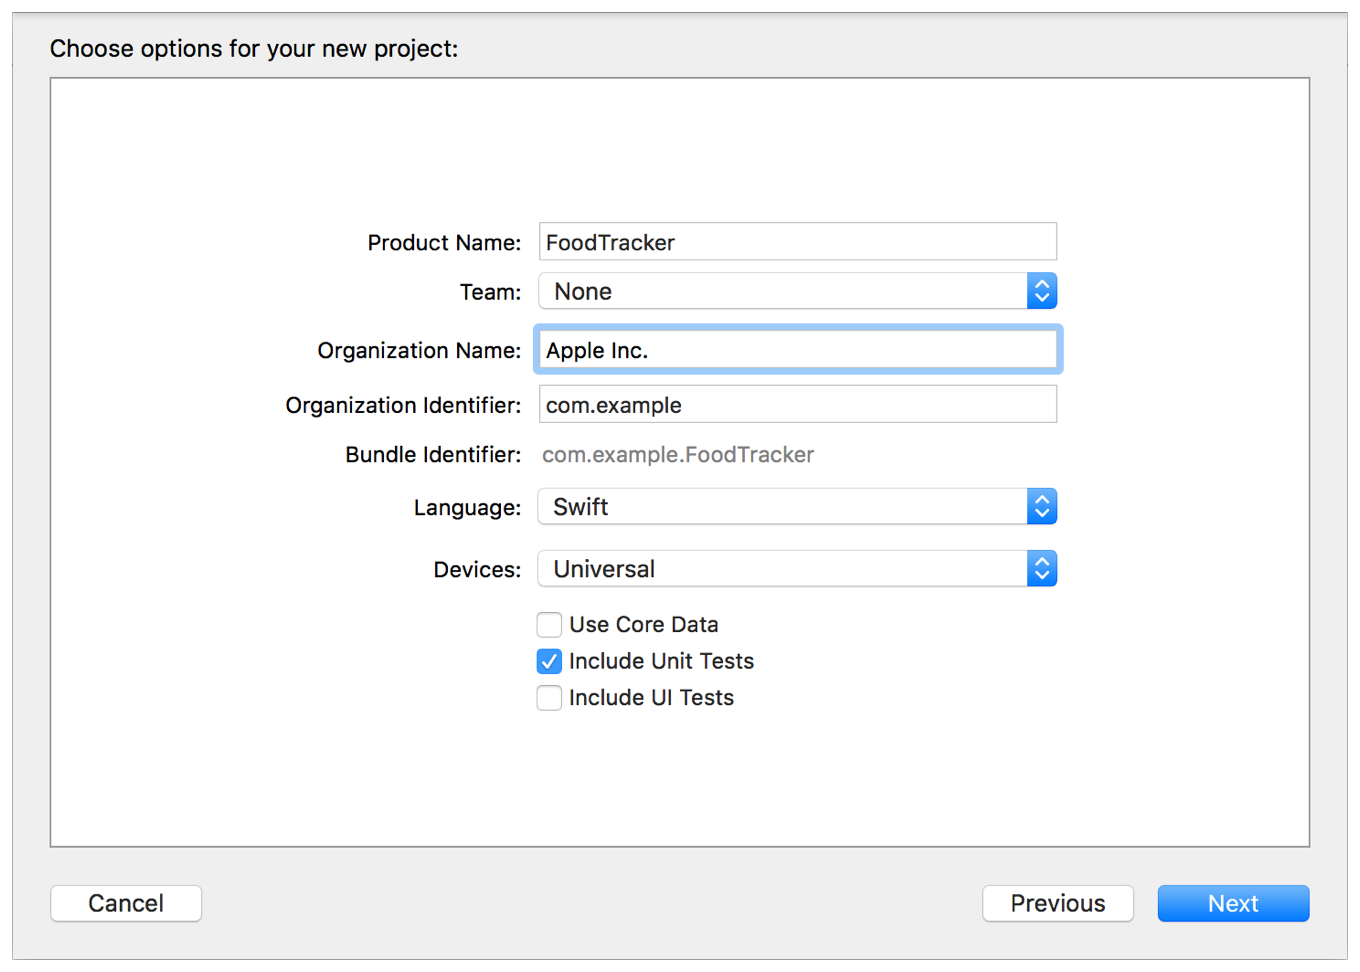 Choose options for your new project:
Product Name: FoodTracker
Team: None
Organization Name: Apple Inc.
Organization Identifier: com.example
Bundle Identifier: com.example.FoodTracker
Language: Swift
Devices: Universal
Use Core Data
Include Unit Tests
Include UI Tests
Cancel Previous Next